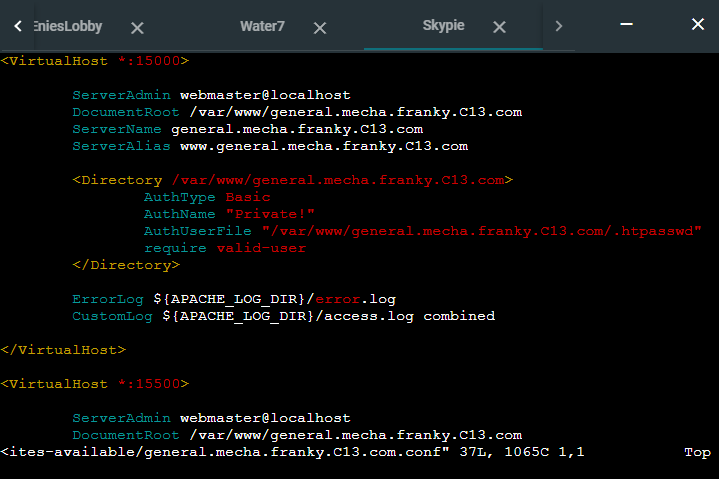 EniesLobby Water7 Skypie
<VirtualHost *:15000>
ServerAdmin webmaster@localhost
DocumentRoot /var/www/general.mecha.franky.C13.com
ServerName general.mecha.franky.C13.com
ServerAlias www.general.mecha.franky.C13.com
<Directory /var/www/general.mecha.franky.C13.com>
AuthType Basic
AuthName "Private!"
AuthUserFile "/var/www/general.mecha.franky.C13.com/.htpasswd"
require valid-user
</Directory>
ErrorLog ${APACHE_LOG_DIR}/error.log
CustomLog ${APACHE_LOG_DIR}/access.log combined
</VirtualHost>
<VirtualHost *:15500>
ServerAdmin webmaster@localhost
DocumentRoot /var/www/general.mecha.franky.C13.com
<ites-available/general.mecha.franky.C13.com.conf" 37L, 1065C 1,1 Top